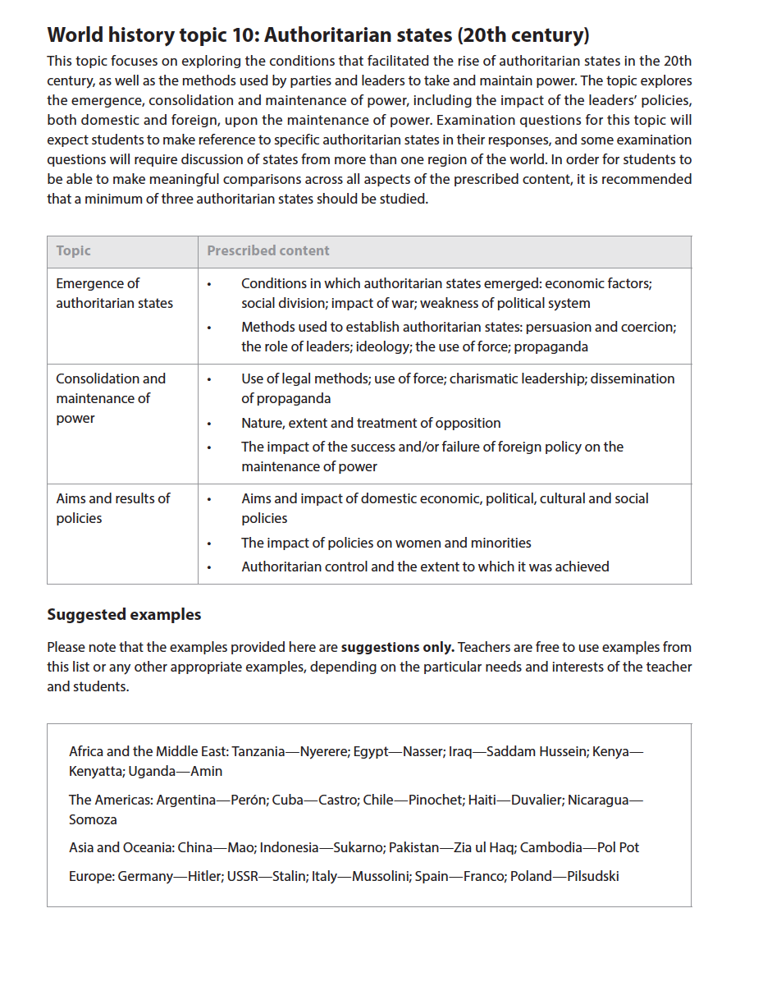 World history topic 10: Authoritarian states (20th century)
This topic focuses on exploring the conditions that facilitated the rise of authoritarian states in the 20th
century, as well as the methods used by parties and leaders to take and maintain power. The topic explores
the emergence, consolidation and maintenance of power, including the impact of the leaders’ policies,
both domestic and foreign, upon the maintenance of power. Examination questions for this topic will
expect students to make reference to specific authoritarian states in their responses, and some examination
questions will require discussion of states from more than one region of the world. In order for students to
be able to make meaningful comparisons across all aspects of the prescribed content, it is recommended
that a minimum of three authoritarian states should be studied.
Topic
Prescribed content
Emergence of
authoritarian states
• Conditions in which authoritarian states emerged: economic factors;
social division; impact of war; weakness of political system
• Methods used to establish authoritarian states: persuasion and coercion;
the role of leaders; ideology; the use of force; propaganda
Consolidation and
maintenance of
power
• Use of legal methods; use of force; charismatic leadership; dissemination
of propaganda
• Nature, extent and treatment of opposition
• The impact of the success and/or failure of foreign policy on the
maintenance of power
Aims and results of
policies
• Aims and impact of domestic economic, political, cultural and social
policies
• The impact of policies on women and minorities
• Authoritarian control and the extent to which it was achieved
Suggested examples
Please note that the examples provided here are suggestions only. Teachers are free to use examples from
this list or any other appropriate examples, depending on the particular needs and interests of the teacher
and students.
Africa and the Middle East: Tanzania—Nyerere; Egypt—Nasser; Iraq—Saddam Hussein; Kenya—
Kenyatta; Uganda—Amin
The Americas: Argentina—Perón; Cuba—Castro; Chile—Pinochet; Haiti—Duvalier; Nicaragua—
Somoza
Asia and Oceania: China—Mao; Indonesia—Sukarno; Pakistan—Zia ul Haq; Cambodia—Pol Pot
Europe: Germany—Hitler; USSR—Stalin; Italy—Mussolini; Spain—Franco; Poland—Pilsudski